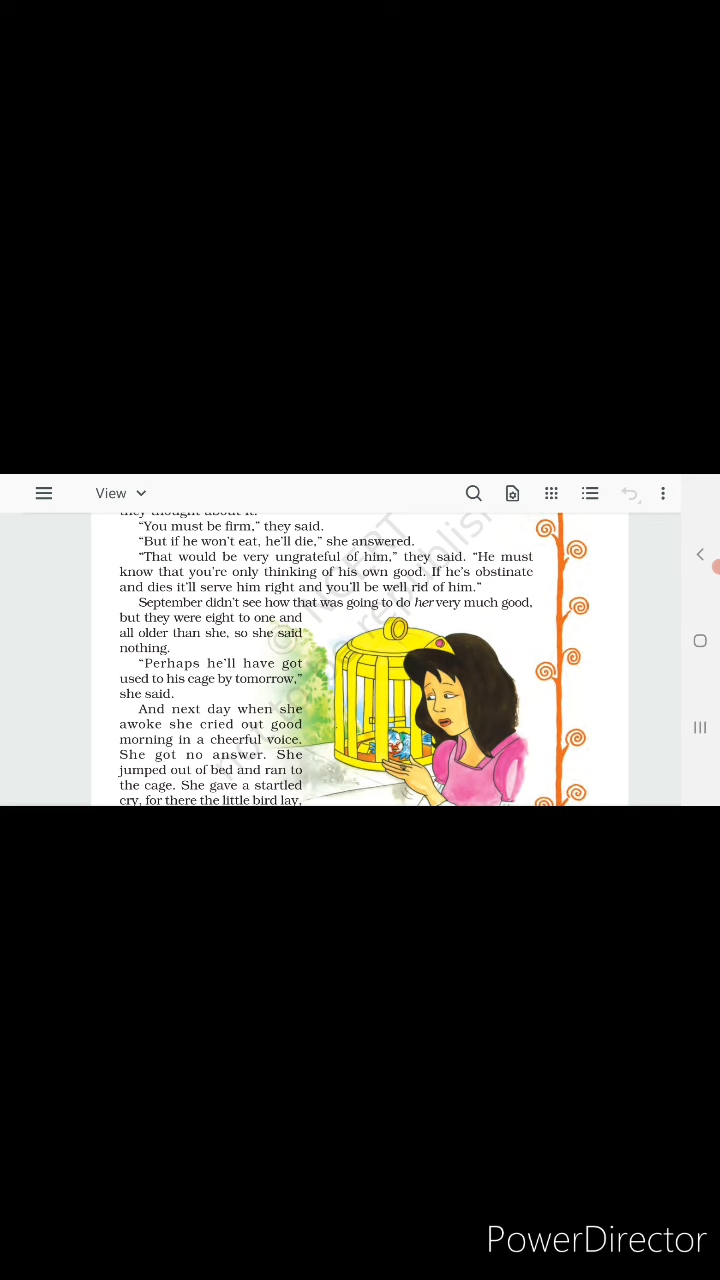 View
they thought about it.
“You must be firm,” they said.
“But if he won't eat, he'll die,” she answered.
“That would be very ungrateful of him,” they said. “He must
know that you're only thinking of his own good. If he's obstinate
and dies it'll serve him right and you'll be well rid of him.”
September didn't see how that was going to do her very much good,
but they were eight to one and
all older than she, so she said
nothing.
“Perhaps he'll have got
used to his cage by tomorrow,”
she said.
And next day when she
awoke she cried out good
morning in a cheerful voice.
She got no answer. She
jumped out of bed and ran to
the cage. She gave a startled
cry, for there the little bird lay,
© NCERT
republish
PowerDirector